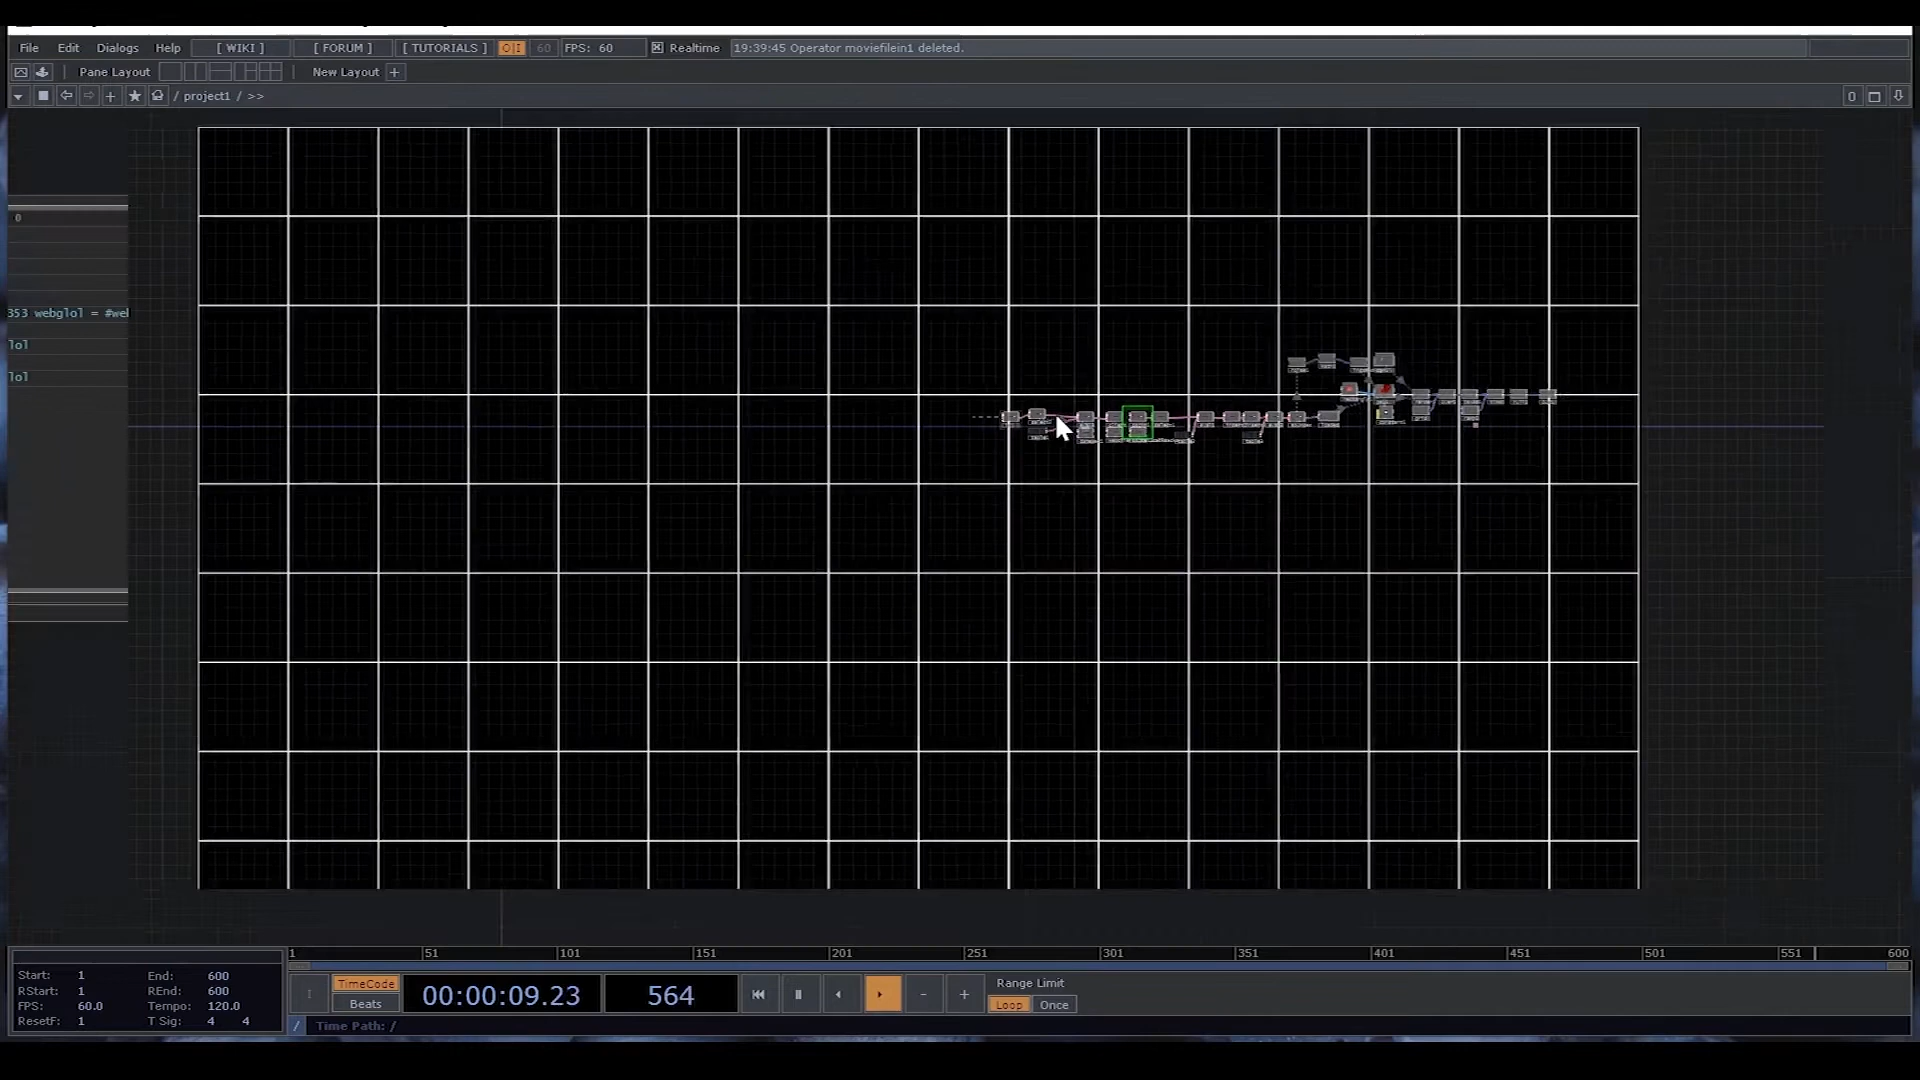 File Edit Dialogs Help [ WIKI ] [ FORUM ] [ TUTORIALS ] O|I 60 FPS: 60 Realtime 19:39:45 Operator moviefilein1 deleted.
Pane Layout New Layout +
/ project1 / >> 0
0
353 webglol = #wel
lol
lol
1 51 101 151 201 251 301 351 401 451 501 551 600
Start: 1 End: 600
RStart: 1 REnd: 600
FPS: 60.0 Tempo: 120.0
ResetF: 1 T Sig: 4 4
TimeCode
Beats
00:00:09.23 564
Range Limit
Loop Once
/ Time Path: /